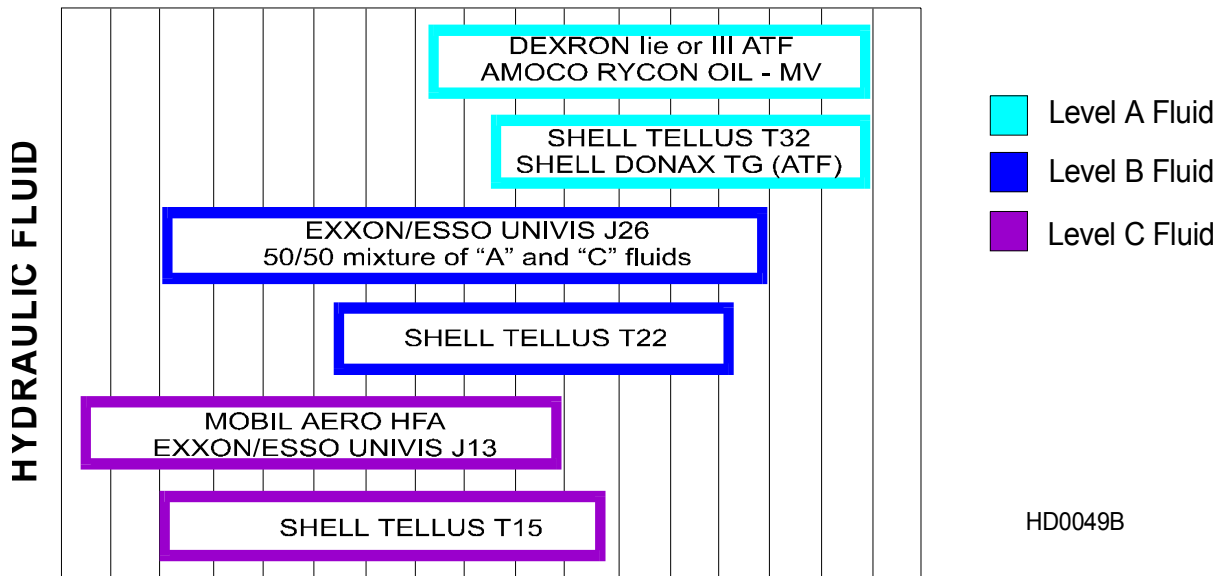 HYDRAULIC FLUID
DEXRON Iie or III ATF
AMOCO RYCON OIL - MV
SHELL TELLUS T32
SHELL DONAX TG (ATF)
EXXON/ESSO UNIVIS J26
50/50 mixture of “A” and “C” fluids
SHELL TELLUS T22
MOBIL AERO HFA
EXXON/ESSO UNIVIS J13
SHELL TELLUS T15
Level A Fluid
Level B Fluid
Level C Fluid
HD0049B